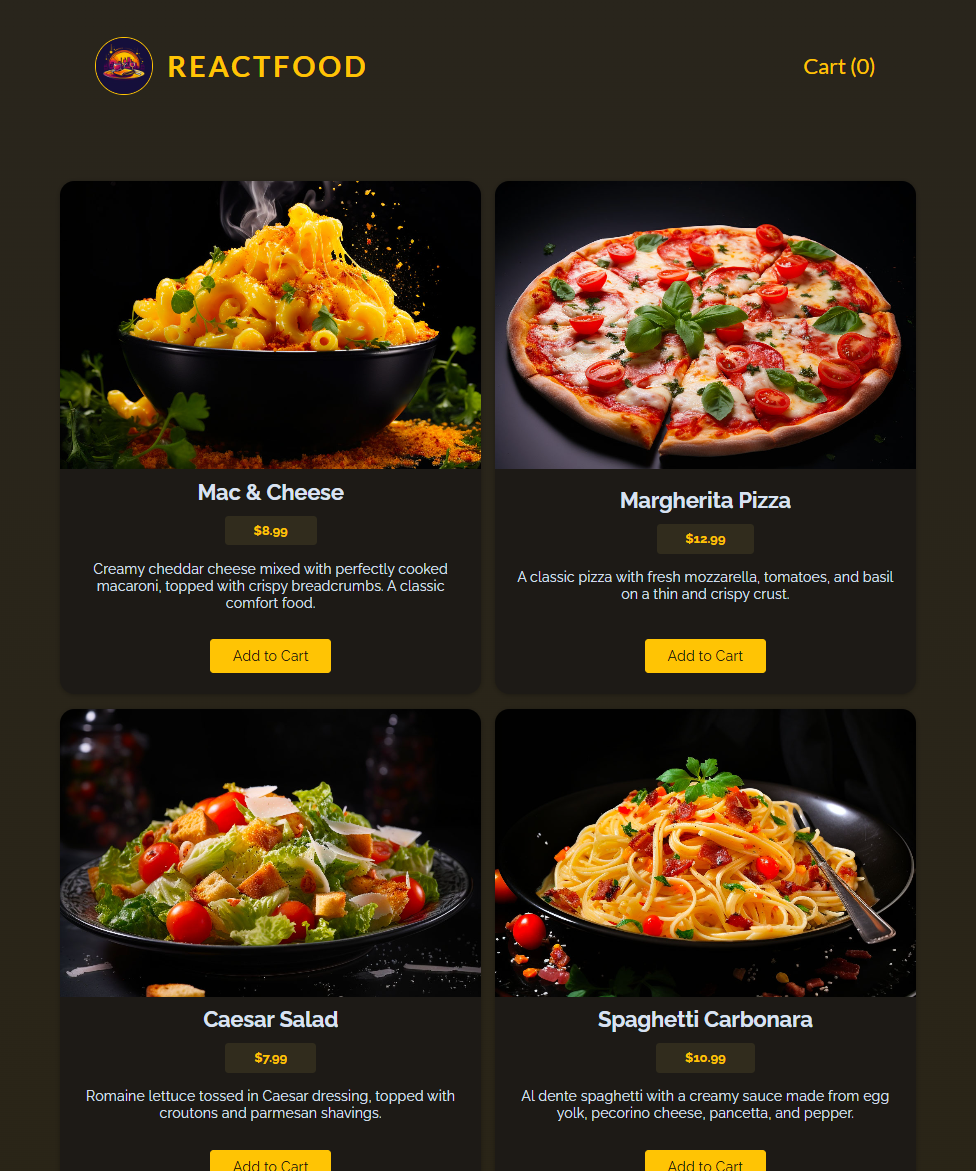 REACTFOOD
Cart (0)
Mac & Cheese
$8.99
Creamy cheddar cheese mixed with perfectly cooked
macaroni, topped with crispy breadcrumbs. A classic
comfort food.
Add to Cart
Margherita Pizza
$12.99
A classic pizza with fresh mozzarella, tomatoes, and basil
on a thin and crispy crust.
Add to Cart
Caesar Salad
$7.99
Romaine lettuce tossed in Caesar dressing, topped with
croutons and parmesan shavings.
Add to Cart
Spaghetti Carbonara
$10.99
Al dente spaghetti with a creamy sauce made from egg
yolk, pecorino cheese, pancetta, and pepper.
Add to Cart